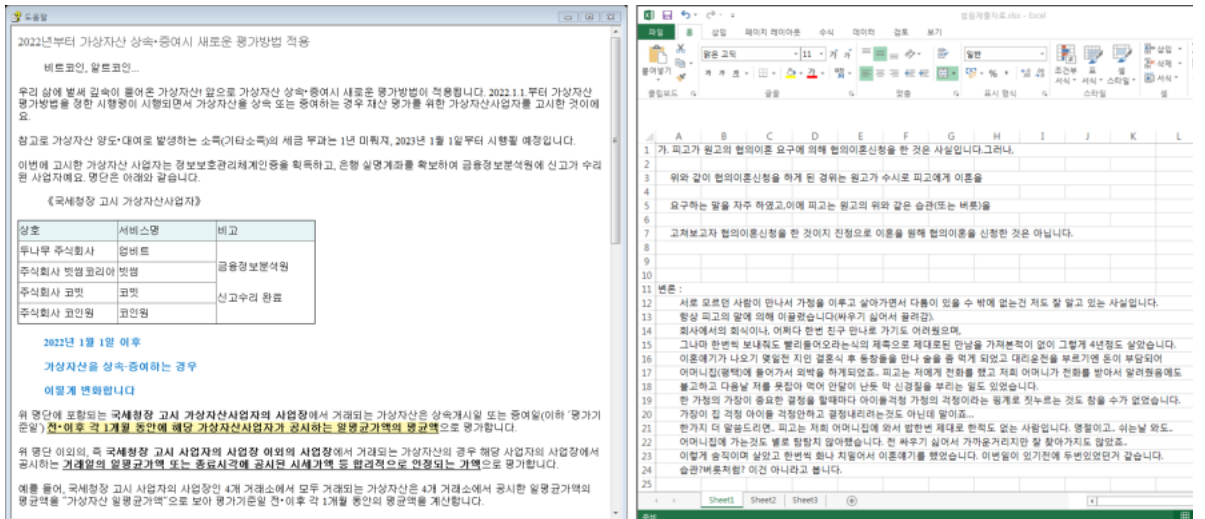 도움말
2022년부터 가상자산 상속·증여시 새로운 평가방법 적용
비트코인, 알트코인...
우리 삶에 벌써 깊숙이 들어온 가상자산! 앞으로 가상자산 상속·증여시 새로운 평가방법이 적용됩니다. 2022.1.1.부터 가상자산
평가방법을 정한 시행령이 시행되면서 가상자산을 상속 또는 증여하는 경우 재산 평가를 위한 가상자산사업자를 고시한 것이에
요.
참고로 가상자산 양도·대여로 발생하는 소득(기타소득)의 세금 부과는 1년 미뤄져, 2023년 1월 1일부터 시행될 예정입니다.
이번에 고시한 가상자산 사업자는 정보보호관리체계인증을 획득하고, 은행 실명계좌를 확보하여 금융정보분석원에 신고가 수리
된 사업자예요. 명단은 아래와 같습니다.
《국세청장 고시 가상자산사업자》
상호 서비스명 비고
두나무 주식회사 업비트
주식회사 빗썸코리아 빗썸
금융정보분석원
주식회사 코빗 코빗
신고수리 완료
주식회사 코인원 코인원
2022년 1월 1일 이후
가상자산을 상속·증여하는 경우
어떻게 변화합니다
위 명단에 포함되는 국세청장 고시 가상자산사업자의 사업장에서 거래되는 가상자산은 상속개시일 또는 증여일(이하 ‘평가기
준일’) 전·이후 각 1개월 동안에 해당 가상자산사업자가 공시하는 일평균가액의 평균액으로 평가합니다.
위 명단 이외의, 즉 국세청장 고시 사업자의 사업장 이외의 사업장에서 거래되는 가상자산의 경우 해당 사업자의 사업장에서
공시하는 거래일의 일평균가액 또는 종료시각에 공시된 시세가액 등 합리적으로 인정되는 가액으로 평가합니다.
예를 들어, 국세청장 고시 사업자의 사업장인 4개 거래소에서 모두 거래되는 가상자산은 4개 거래소에서 공시한 일평균가액의
평균액을 "가상자산 일평균가액"으로 보아 평가기준일 전·이후 각 1개월 동안의 평균액을 계산합니다.
법원제출자료.xlsx - Excel
파일 홈 삽입 페이지 레이아웃 수식 데이터 검토 보기
붙여넣기 맑은 고딕 11 일반 조건부 서식 표 서식 셀 스타일 삽입 삭제 서식
클립보드 글꼴 맞춤 표시 형식 스타일 셀
A B C D E F G H I J K L
1 가. 피고가 원고의 협의이혼 요구에 의해 협의이혼신청을 한 것은 사실입니다.그러나,
2
3 위와 같이 협의이혼신청을 하게 된 경위는 원고가 수시로 피고에게 이혼을
4
5 요구하는 말을 자주 하였고,이에 피고는 원고의 위와 같은 습관(또는 버릇)을
6
7 고쳐보고자 협의이혼신청을 한 것이지 진정으로 이혼을 원해 협의이혼을 신청한 것은 아닙니다.
8
9
10
11 변론 :
12 서로 모르던 사람이 만나서 가정을 이루고 살아가면서 다툼이 있을 수 밖에 없는건 저도 잘 알고 있는 사실입니다.
13 항상 피고의 말에 의해 이끌렸습니다(싸우기 싫어서 끌려감).
14 회사에서의 회식이나, 어쩌다 한번 친구 만나로 가기도 어려웠으며,
15 그나마 한번씩 보내줘도 빨리들어오라는식의 제촉으로 제대로된 만남을 가져본적이 없이 그렇게 4년정도 살았습니다.
16 이혼얘기가 나오기 몇일전 지인 결혼식 후 동창들을 만나 술을 좀 먹게 되었고 대리운전을 부르기엔 돈이 부담되어
17 어머니집(평택)에 들어가서 외박을 하게되었죠.. 피고는 저에게 전화를 했고 저희 어머니가 전화를 받아서 알려줬음에도
18 불고하고 다음날 저를 못잡아 먹어 안달이 난듯 막 신경질을 부리는 일도 있었습니다.
19 한 가정의 가장이 중요한 결정을 할때마다 아이들걱정 가정의 걱정이라는 핑계로 짓누르는 것도 참을 수가 없었습니다.
20 가장이 집 걱정 아이들 걱정안하고 결정내리려는것도 아닌데 말이죠...
21 한가지 더 말씀드리면.. 피고는 저희 어머니집에 와서 밥한번 제대로 한적도 없는 사람입니다. 명절이고.. 쉬는날 와도..
22 어머니집에 가는것도 별로 탐탐치 않아했습니다. 전 싸우기 싫어서 가까운거리지만 잘 찾아가지도 않았죠..
23 이렇게 숨직이며 살았고 한번씩 화나 치밀어서 이혼얘기를 했었습니다. 이번일이 있기전에 두번있었던거 같습니다.
24 습관?버릇처럼? 이건 아니라고 봅니다.
25
Sheet1 Sheet2 Sheet3
준비